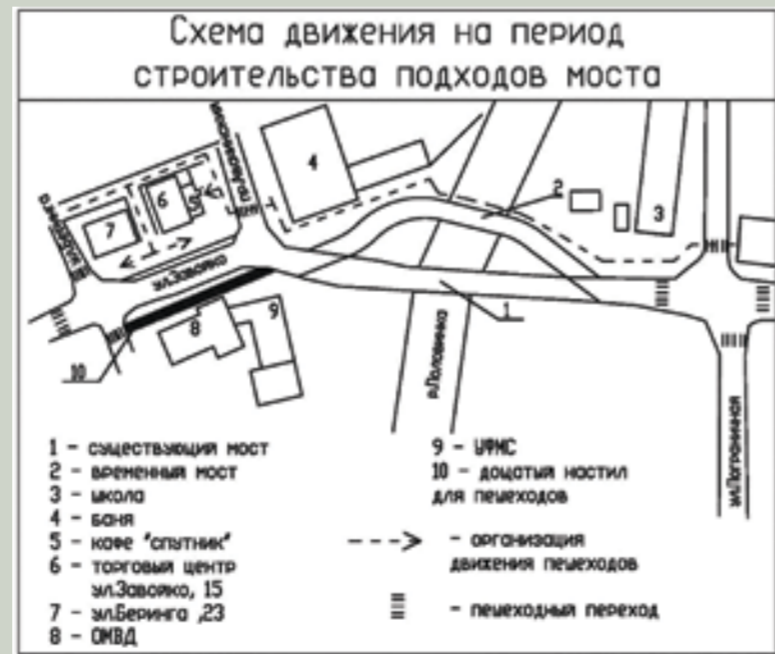 Схема движения на период
строительства подходов моста
ул.Беринга
ул.Завойко
р.Половинка
ул.Пограничная
4
6
5
7
2
3
8
9
1
10
1 - существующий мост
2 - временный мост
3 - школа
4 - баня
5 - кафе "спутник"
6 - торговый центр
ул.Завойко, 15
7 - ул.Беринга ,23
8 - ОМВД
9 - УФМС
10 - дощатый настил
для пешеходов
- организация
движения пешеходов
- пешеходный переход